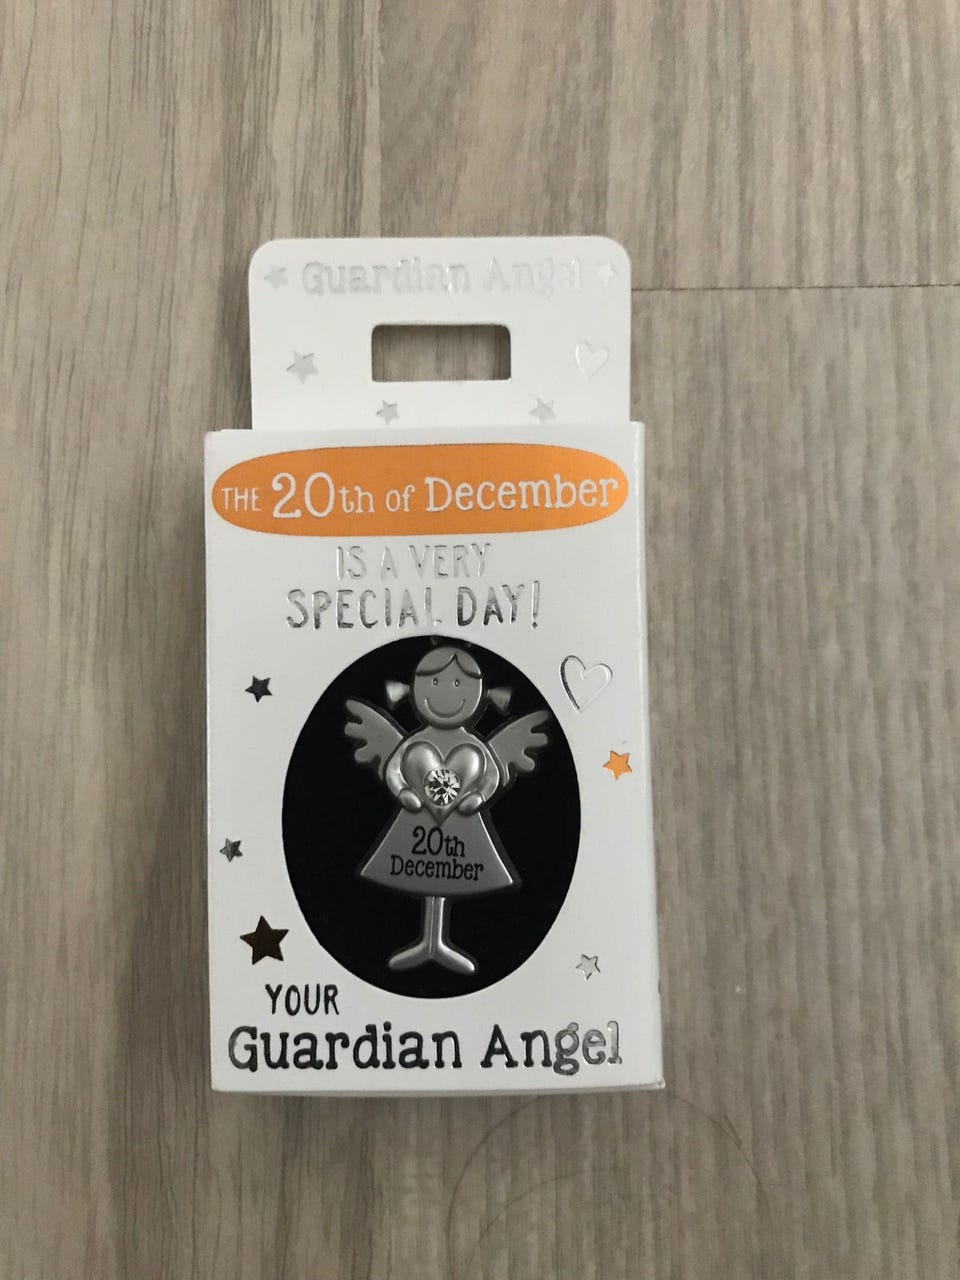 Guardian Angel
THE 20th of December
IS A VERY
SPECIAL DAY!
20th
December
YOUR
Guardian Angel